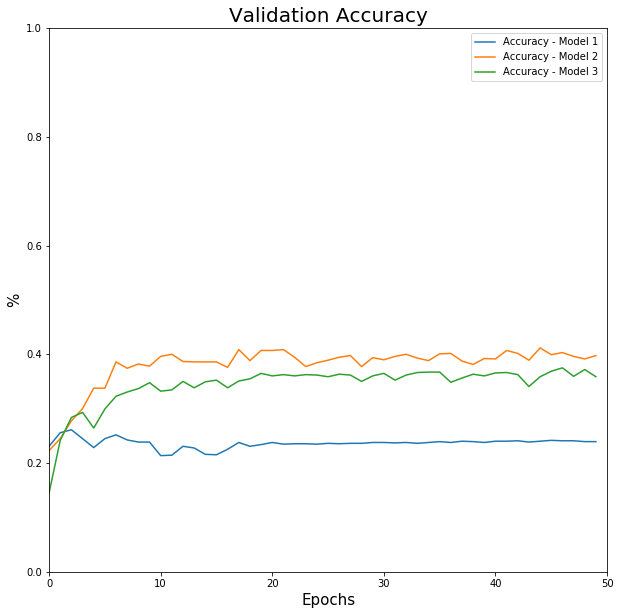 Validation Accuracy
Accuracy - Model 1
Accuracy - Model 2
Accuracy - Model 3
1.0
0.8
0.6
0.4
0.2
0.0
%
0 10 20 30 40 50
Epochs